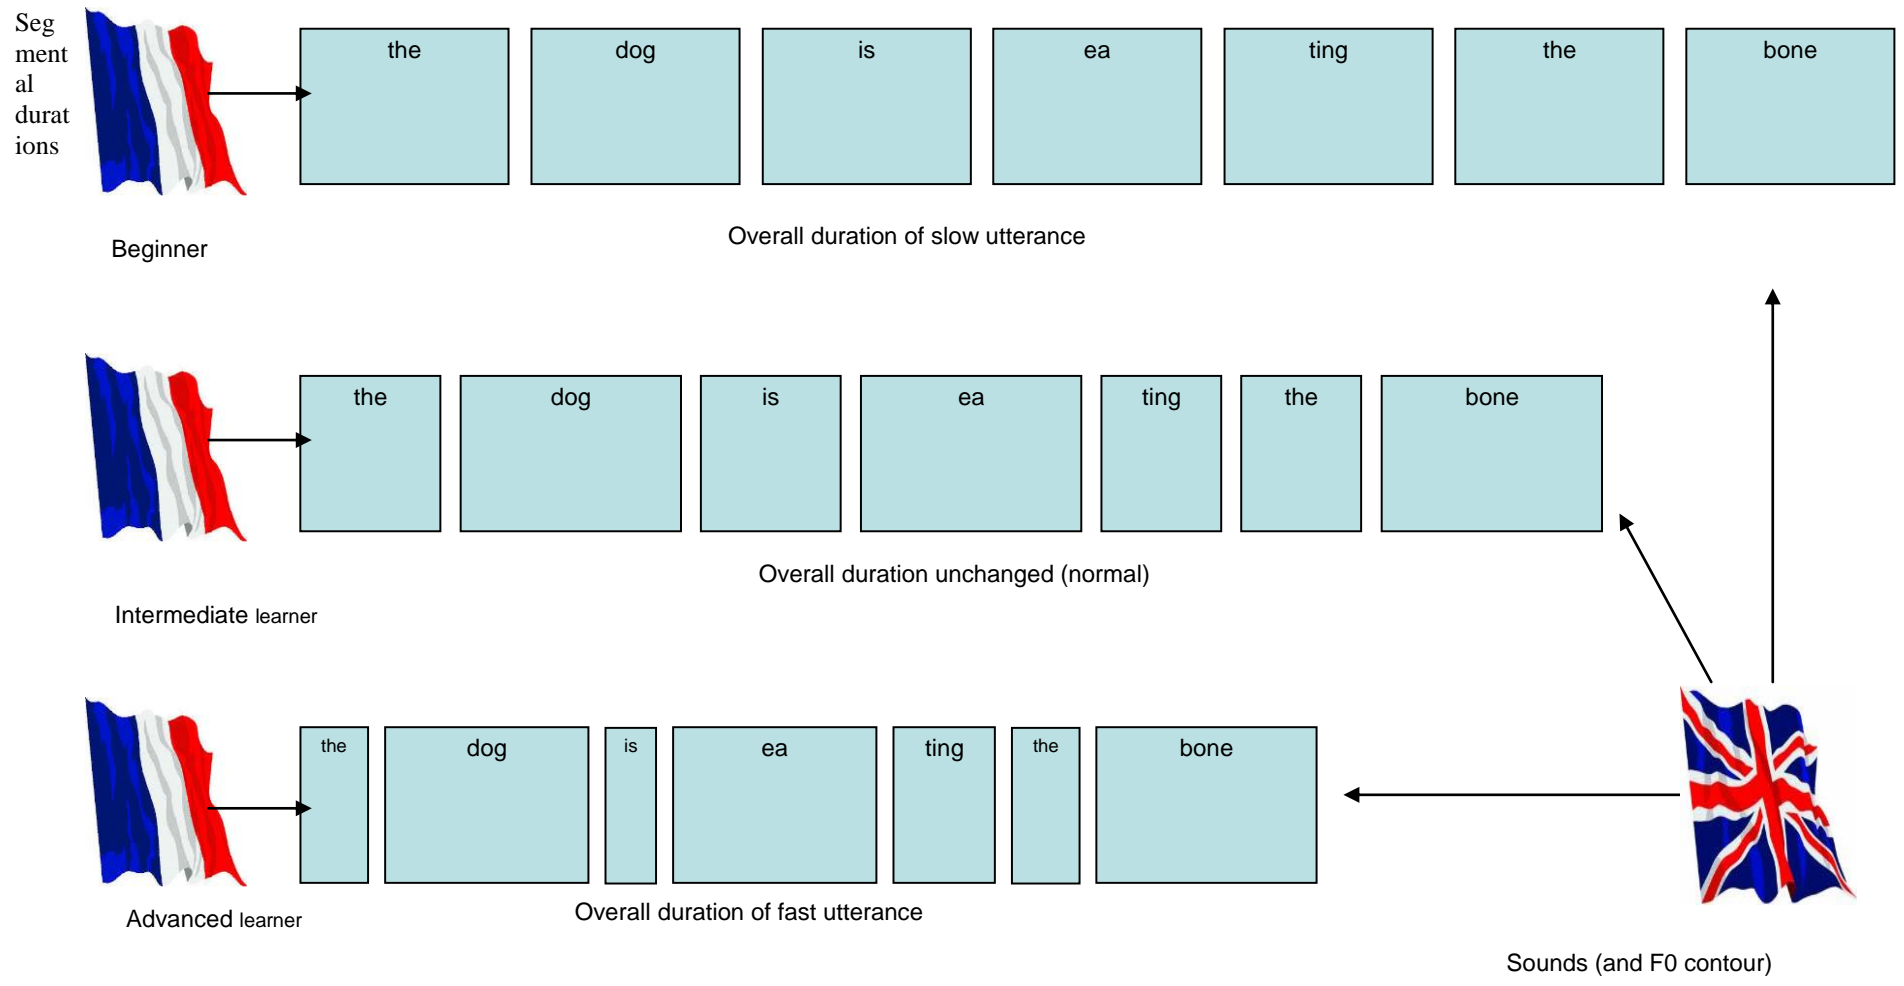 Seg
ment
al
durat
ions
the dog is ea ting the bone
Beginner
Overall duration of slow utterance
the dog is ea ting the bone
Overall duration unchanged (normal)
Intermediate learner
the dog is ea ting the bone
Advanced learner
Overall duration of fast utterance
Sounds (and F0 contour)